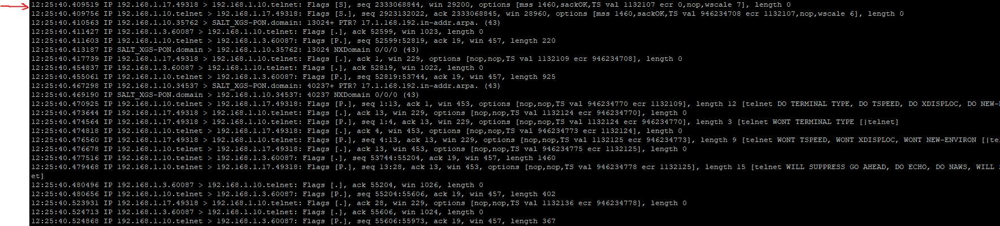 12:25:40.409519 IP 192.168.1.17.49318 > 192.168.1.10.telnet: Flags [S], seq 2333068844, win 29200, options [mss 1460,sackOK,TS val 1132107 ecr 0,nop,wscale 7], length 0
12:25:40.409756 IP 192.168.1.10.telnet > 192.168.1.17.49318: Flags [S.], seq 2923132022, ack 2333068845, win 28960, options [mss 1460,sackOK,TS val 946234708 ecr 1132107,nop,wscale 6], length 0
12:25:40.410563 IP 192.168.1.10.35762 > SALT_XGS-PON.domain: 13024+ PTR? 17.1.168.192.in-addr.arpa. (43)
12:25:40.411427 IP 192.168.1.3.60087 > 192.168.1.10.telnet: Flags [.], ack 52599, win 1023, length 0
12:25:40.411603 IP 192.168.1.10.telnet > 192.168.1.3.60087: Flags [P.], seq 52599:52819, ack 19, win 457, length 220
12:25:40.413187 IP SALT_XGS-PON.domain > 192.168.1.10.35762: 13024 NXDomain 0/0/0 (43)
12:25:40.417739 IP 192.168.1.17.49318 > 192.168.1.10.telnet: Flags [.], ack 1, win 229, options [nop,nop,TS val 1132109 ecr 946234708], length 0
12:25:40.454837 IP 192.168.1.3.60087 > 192.168.1.10.telnet: Flags [.], ack 52819, win 1022, length 0
12:25:40.455061 IP 192.168.1.10.telnet > 192.168.1.3.60087: Flags [P.], seq 52819:53744, ack 19, win 457, length 925
12:25:40.467298 IP 192.168.1.10.34537 > SALT_XGS-PON.domain: 40237+ PTR? 17.1.168.192.in-addr.arpa. (43)
12:25:40.469190 IP SALT_XGS-PON.domain > 192.168.1.10.34537: 40237 NXDomain 0/0/0 (43)
12:25:40.470925 IP 192.168.1.10.telnet > 192.168.1.17.49318: Flags [P.], seq 1:13, ack 1, win 453, options [nop,nop,TS val 946234770 ecr 1132109], length 12 [telnet DO TERMINAL TYPE, DO TSPEED, DO XDISPLOC, DO NEW-
12:25:40.473644 IP 192.168.1.17.49318 > 192.168.1.10.telnet: Flags [.], ack 13, win 229, options [nop,nop,TS val 1132124 ecr 946234770], length 0
12:25:40.474564 IP 192.168.1.17.49318 > 192.168.1.10.telnet: Flags [P.], seq 1:4, ack 13, win 229, options [nop,nop,TS val 1132124 ecr 946234770], length 3 [telnet WONT TERMINAL TYPE [|telnet]
12:25:40.474818 IP 192.168.1.10.telnet > 192.168.1.17.49318: Flags [.], ack 4, win 453, options [nop,nop,TS val 946234773 ecr 1132124], length 0
12:25:40.476560 IP 192.168.1.17.49318 > 192.168.1.10.telnet: Flags [P.], seq 4:13, ack 13, win 229, options [nop,nop,TS val 1132125 ecr 946234773], length 9 [telnet WONT TSPEED, WONT XDISPLOC, WONT NEW-ENVIRON [|te
12:25:40.476678 IP 192.168.1.10.telnet > 192.168.1.17.49318: Flags [.], ack 13, win 453, options [nop,nop,TS val 946234775 ecr 1132125], length 0
12:25:40.477516 IP 192.168.1.10.telnet > 192.168.1.3.60087: Flags [.], seq 53744:55204, ack 19, win 457, length 1460
12:25:40.479468 IP 192.168.1.10.telnet > 192.168.1.17.49318: Flags [P.], seq 13:28, ack 13, win 453, options [nop,nop,TS val 946234778 ecr 1132125], length 15 [telnet WILL SUPPRESS GO AHEAD, DO ECHO, DO NAWS, WILL
et]
12:25:40.480496 IP 192.168.1.3.60087 > 192.168.1.10.telnet: Flags [.], ack 55204, win 1026, length 0
12:25:40.480656 IP 192.168.1.10.telnet > 192.168.1.3.60087: Flags [P.], seq 55204:55606, ack 19, win 457, length 402
12:25:40.523931 IP 192.168.1.17.49318 > 192.168.1.10.telnet: Flags [.], ack 28, win 229, options [nop,nop,TS val 1132136 ecr 946234778], length 0
12:25:40.524713 IP 192.168.1.3.60087 > 192.168.1.10.telnet: Flags [.], ack 55606, win 1024, length 0
12:25:40.524868 IP 192.168.1.10.telnet > 192.168.1.3.60087: Flags [P.], seq 55606:55973, ack 19, win 457, length 367